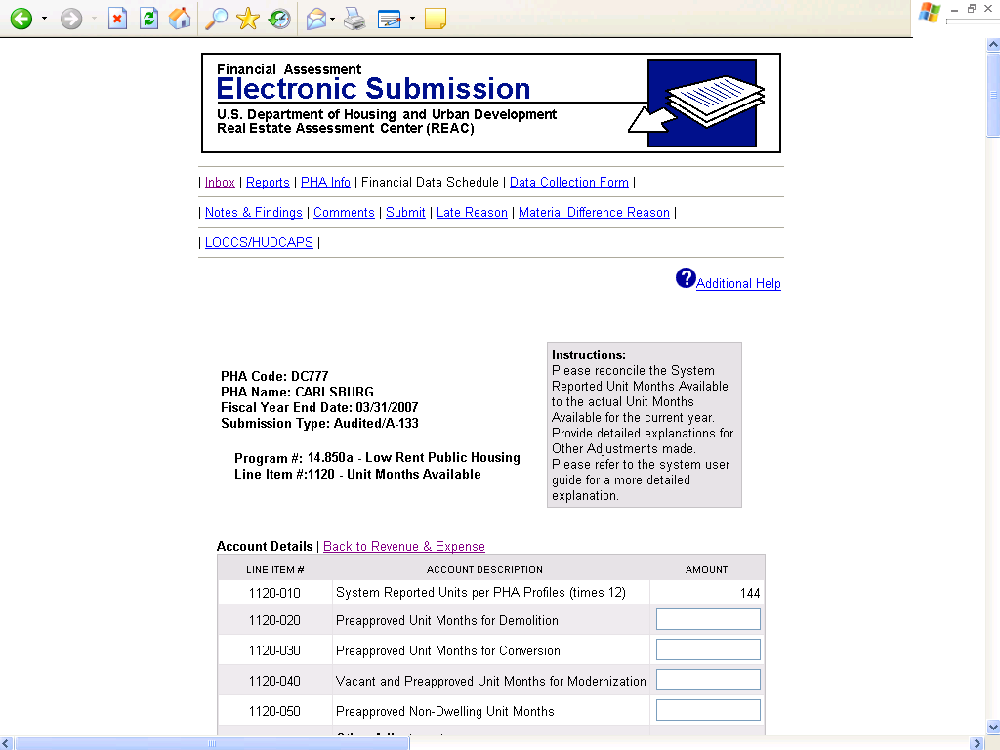 Financial Assessment
Electronic Submission
U.S. Department of Housing and Urban Development
Real Estate Assessment Center (REAC)
| Inbox | Reports | PHA Info | Financial Data Schedule | Data Collection Form |
| Notes & Findings | Comments | Submit | Late Reason | Material Difference Reason |
| LOCCS/HUDCAPS |
? Additional Help
PHA Code: DC777
PHA Name: CARLSBURG
Fiscal Year End Date: 03/31/2007
Submission Type: Audited/A-133
Program #: 14.850a - Low Rent Public Housing
Line Item #:1120 - Unit Months Available
Instructions:
Please reconcile the System
Reported Unit Months Available
to the actual Unit Months
Available for the current year.
Provide detailed explanations for
Other Adjustments made.
Please refer to the system user
guide for a more detailed
explanation.
Account Details | Back to Revenue & Expense
LINE ITEM # ACCOUNT DESCRIPTION AMOUNT
1120-010 System Reported Units per PHA Profiles (times 12) 144
1120-020 Preapproved Unit Months for Demolition
1120-030 Preapproved Unit Months for Conversion
1120-040 Vacant and Preapproved Unit Months for Modernization
1120-050 Preapproved Non-Dwelling Unit Months